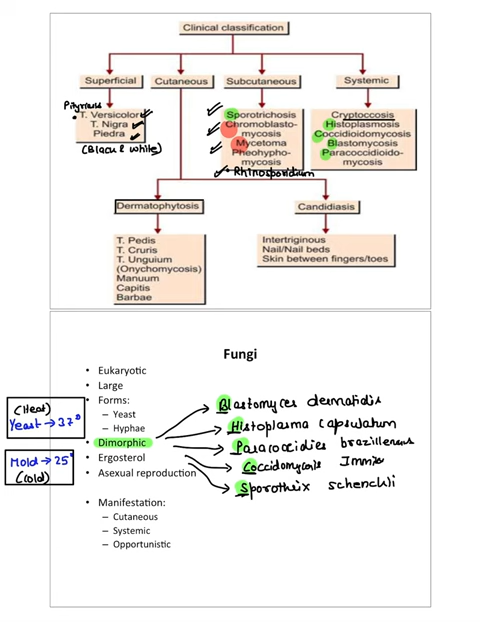 Clinical classification
Superficial
Cutaneous
Subcutaneous
Systemic
Pityriasis
T. Versicolor
T. Nigra
Piedra
(Black & white)
Sporotrichosis
Chromoblasto-
mycosis
Mycetoma
Pheohypho-
mycosis
Rhinosporidium
Cryptoccosis
Histoplasmosis
Coccidioidomycosis
Blastomycosis
Paracoccidioido-
mycosis
Dermatophytosis
Candidiasis
T. Pedis
T. Cruris
T. Unguium
(Onychomycosis)
Manuum
Capitis
Barbae
Intertriginous
Nail/Nail beds
Skin between fingers/toes
Fungi
• Eukaryotic
• Large
• Forms:
– Yeast
– Hyphae
• Dimorphic
• Ergosterol
• Asexual reproduction
• Manifestation:
– Cutaneous
– Systemic
– Opportunistic
(Heat)
Yeast → 37°
Mold → 25°
(Cold)
Blastomyces dermatidis
Histoplasma capsulatum
Paracoccidies brazillensus
Coccidomycoils Immitis
Sporothrix schenckii